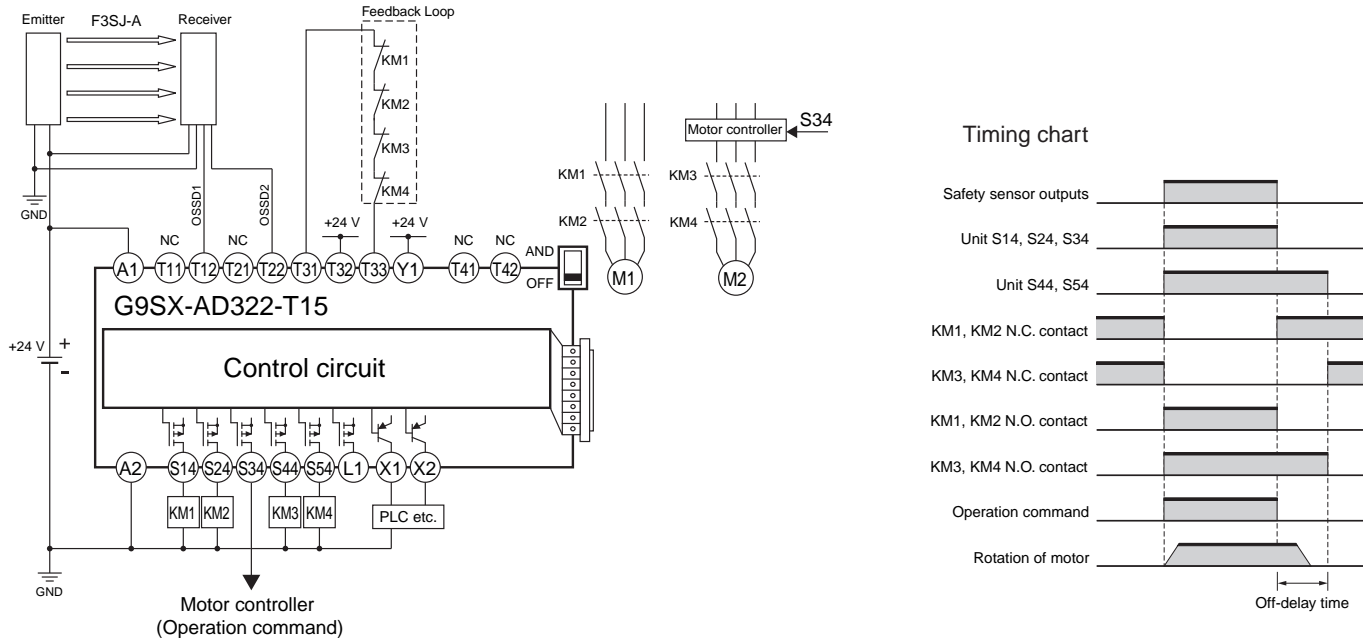 Emitter
F3SJ-A
Receiver
Feedback Loop
KM1
KM2
KM3
KM4
GND
OSSD1
OSSD2
+24 V
+24 V
NC
NC
NC
NC
A1
T11
T12
T21
T22
T31
T32
T33
Y1
T41
T42
AND
OFF
G9SX-AD322-T15
Control circuit
+24 V
+
-
A2
S14
S24
S34
S44
S54
L1
X1
X2
KM1
KM2
KM3
KM4
PLC etc.
GND
Motor controller
(Operation command)
Motor controller
S34
KM1
KM2
M1
KM3
KM4
M2
Timing chart
Safety sensor outputs
Unit S14, S24, S34
Unit S44, S54
KM1, KM2 N.C. contact
KM3, KM4 N.C. contact
KM1, KM2 N.O. contact
KM3, KM4 N.O. contact
Operation command
Rotation of motor
Off-delay time